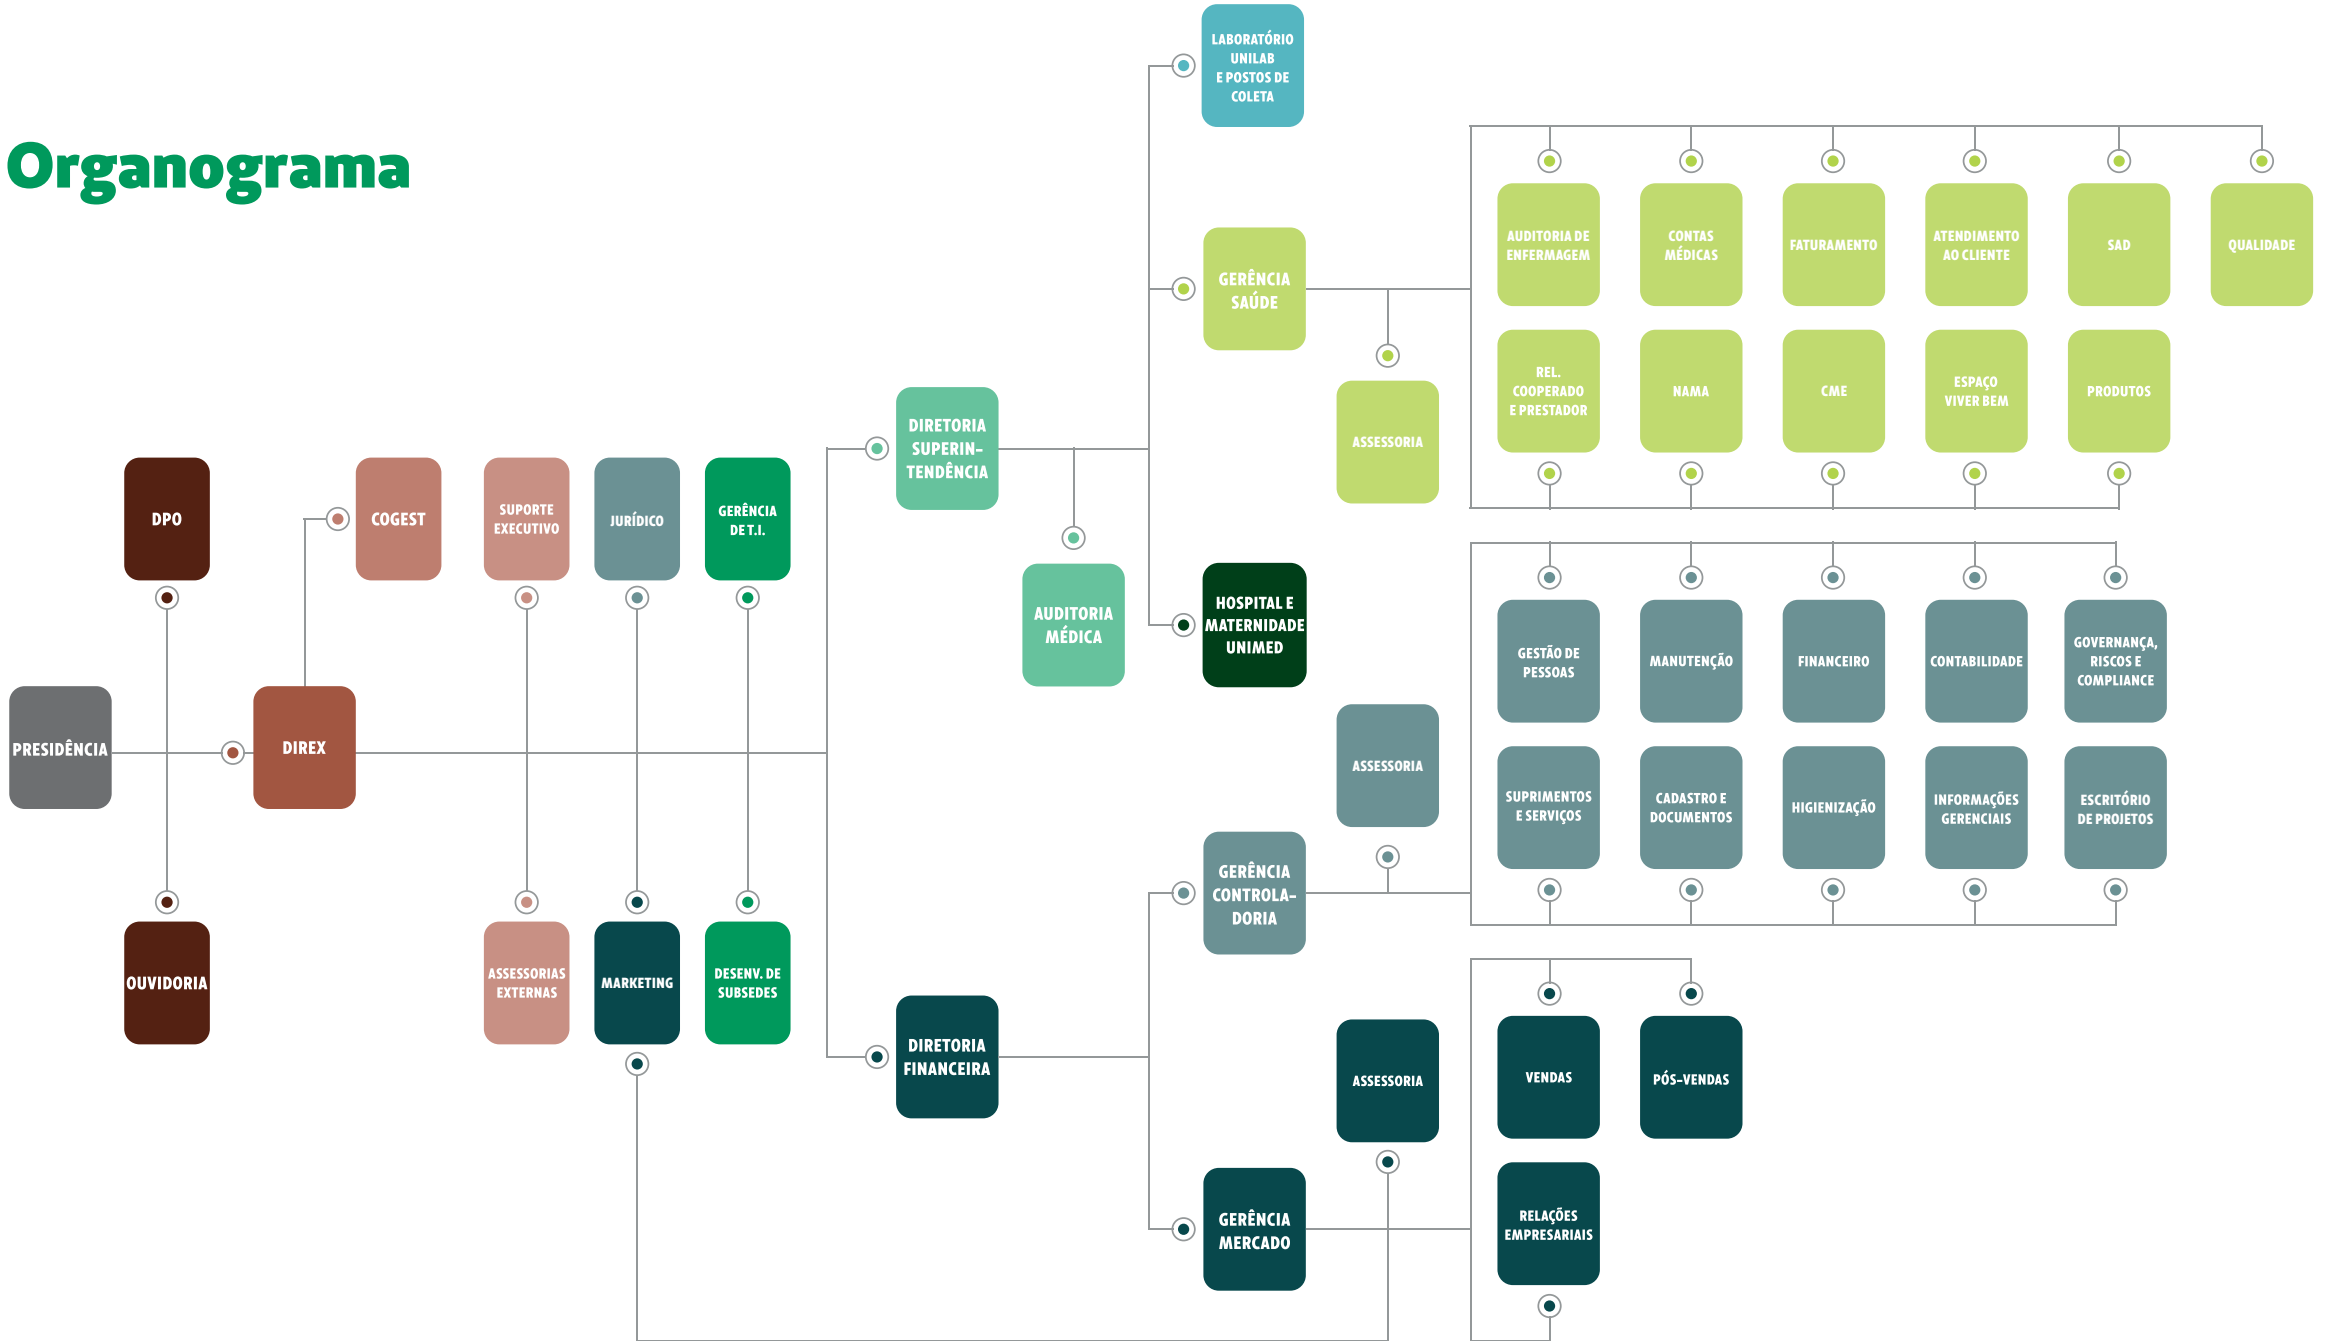 Organograma
LABORATÓRIO
UNILAB
E POSTOS DE
COLETA
AUDITORIA DE
ENFERMAGEM
CONTAS
MÉDICAS
FATURAMENTO
ATENDIMENTO
AO CLIENTE
SAD
QUALIDADE
GERÊNCIA
SAÚDE
REL.
COOPERADO
E PRESTADOR
NAMA
CME
ESPAÇO
VIVER BEM
PRODUTOS
ASSESSORIA
DIRETORIA
SUPERIN-
TENDÊNCIA
DPO
COGEST
SUPORTE
EXECUTIVO
JURÍDICO
GERÊNCIA
DE T.I.
AUDITORIA
MÉDICA
HOSPITAL E
MATERNIDADE
UNIMED
GESTÃO DE
PESSOAS
MANUTENÇÃO
FINANCEIRO
CONTABILIDADE
GOVERNANÇA,
RISCOS E
COMPLIANCE
PRESIDÊNCIA
DIREX
ASSESSORIA
SUPRIMENTOS
E SERVIÇOS
CADASTRO E
DOCUMENTOS
HIGIENIZAÇÃO
INFORMAÇÕES
GERENCIAIS
ESCRITÓRIO
DE PROJETOS
GERÊNCIA
CONTROLA-
DORIA
OUVIDORIA
ASSESSORIAS
EXTERNAS
MARKETING
DESENV. DE
SUBSEDES
DIRETORIA
FINANCEIRA
ASSESSORIA
VENDAS
PÓS-VENDAS
GERÊNCIA
MERCADO
RELAÇÕES
EMPRESARIAIS